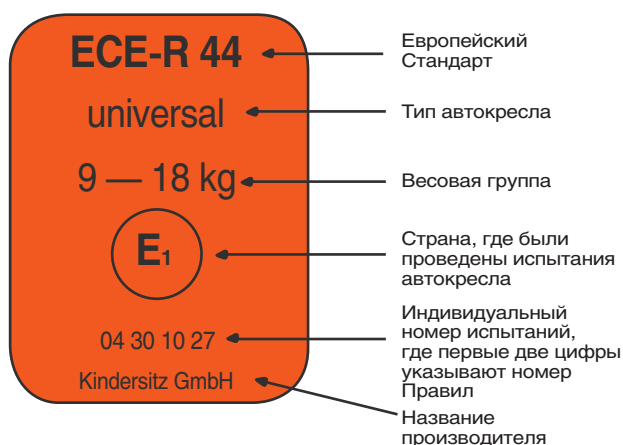 ECE-R 44
Европейский
Стандарт
universal
Тип автокресла
9 — 18 kg
Весовая группа
E1
Страна, где были
проведены испытания
автокресла
04 30 10 27
Индивидуальный
номер испытаний,
где первые две цифры
указывают номер
Правил
Kindersitz GmbH
Название
производителя